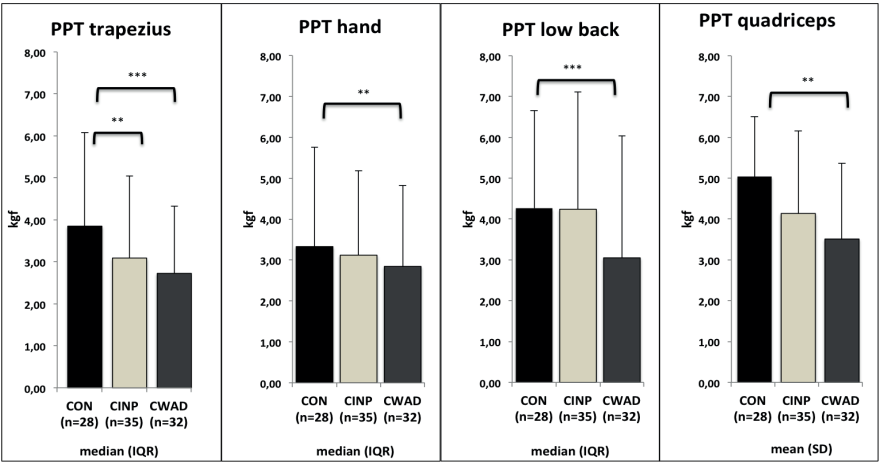 PPT trapezius
8,00
7,00
6,00
5,00
4,00
3,00
2,00
1,00
0,00
kgf
***
**
CON CINP CWAD
(n=28) (n=35) (n=32)
median (IQR)
PPT hand
8,00
7,00
6,00
5,00
4,00
3,00
2,00
1,00
0,00
kgf
**
CON CINP CWAD
(n=28) (n=35) (n=32)
median (IQR)
PPT low back
8,00
7,00
6,00
5,00
4,00
3,00
2,00
1,00
0,00
kgf
***
CON CINP CWAD
(n=28) (n=35) (n=32)
median (IQR)
PPT quadriceps
8,00
7,00
6,00
5,00
4,00
3,00
2,00
1,00
0,00
kgf
**
CON CINP CWAD
(n=28) (n=35) (n=32)
mean (SD)